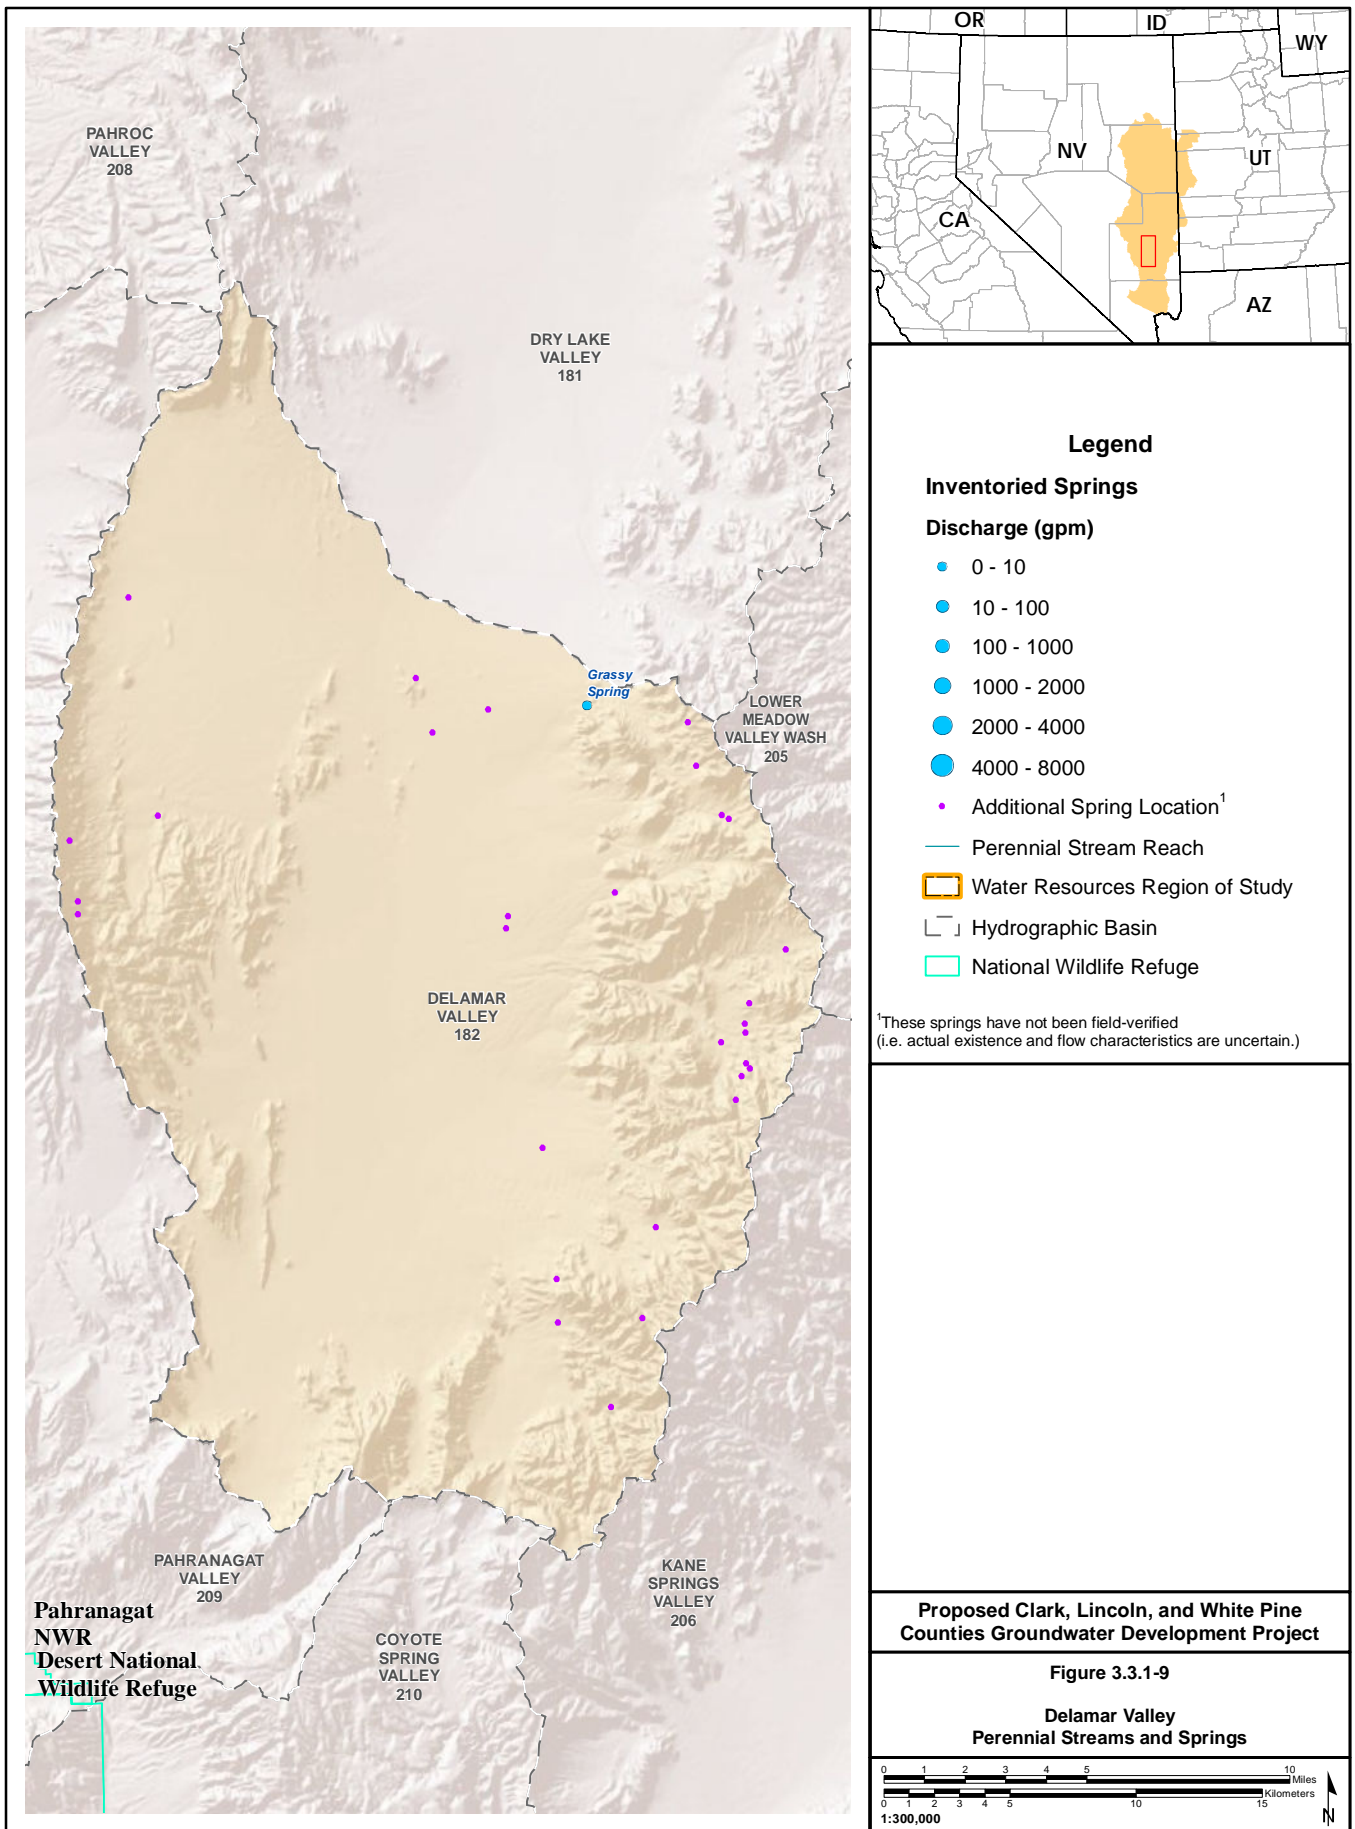 PAHROC
VALLEY
208
DRY LAKE
VALLEY
181
Grassy
Spring
LOWER
MEADOW
VALLEY WASH
205
DELAMAR
VALLEY
182
PAHRANAGAT
VALLEY
209
KANE
SPRINGS
VALLEY
206
COYOTE
SPRING
VALLEY
210
Pahranagat
NWR
Desert National
Wildlife Refuge
OR
ID
WY
NV
UT
CA
AZ
Legend
Inventoried Springs
Discharge (gpm)
0 - 10
10 - 100
100 - 1000
1000 - 2000
2000 - 4000
4000 - 8000
Additional Spring Location1
Perennial Stream Reach
Water Resources Region of Study
Hydrographic Basin
National Wildlife Refuge
1These springs have not been field-verified
(i.e. actual existence and flow characteristics are uncertain.)
Proposed Clark, Lincoln, and White Pine
Counties Groundwater Development Project
Figure 3.3.1-9
Delamar Valley
Perennial Streams and Springs
0 1 2 3 4 5 10
Miles
Kilometers
0 1 2 3 4 5 10 15
1:300,000
N